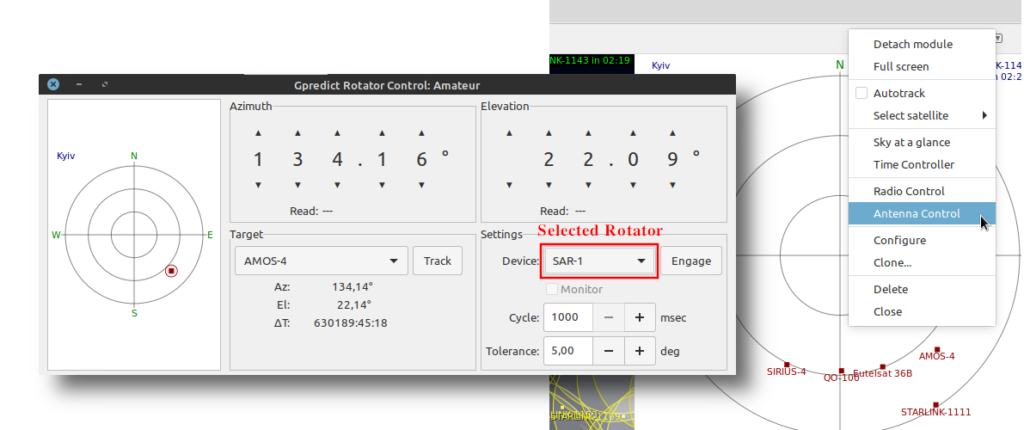 Gpredict Rotator Control: Amateur
Kyiv
N
W
E
S
Azimuth
1 3 4 . 1 6 °
Read: ---
Elevation
2 2 . 0 9 °
Read: ---
Target
AMOS-4
Track
Az: 134,14°
El: 22,14°
ΔT: 630189:45:18
Selected Rotator
Settings
Device: SAR-1
Engage
Monitor
Cycle: 1000 − + msec
Tolerance: 5,00 − + deg
NK-1143 in 02:19
Kyiv
N
Detach module
Full screen
Autotrack
Select satellite
Sky at a glance
Time Controller
Radio Control
Antenna Control
Configure
Clone...
Delete
Close
AMOS-4
SIRIUS-4
QO-100
Eutelsat 36B
STARLINK-1111